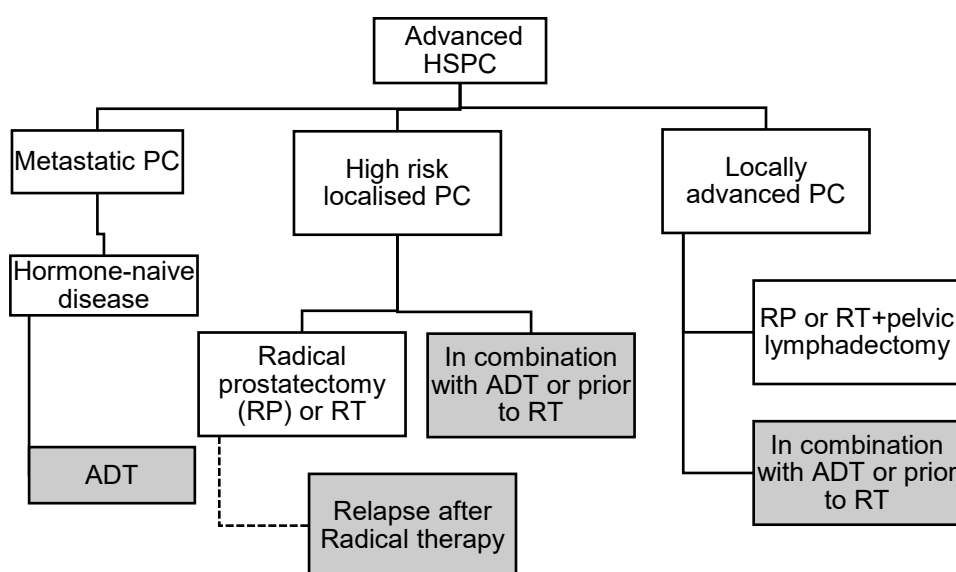 Advanced
HSPC
Metastatic PC
High risk
localised PC
Locally
advanced PC
Hormone-naive
disease
RP or RT+pelvic
lymphadectomy
Radical
prostatectomy
(RP) or RT
In combination
with ADT or prior
to RT
ADT
In combination
with ADT or prior
to RT
Relapse after
Radical therapy